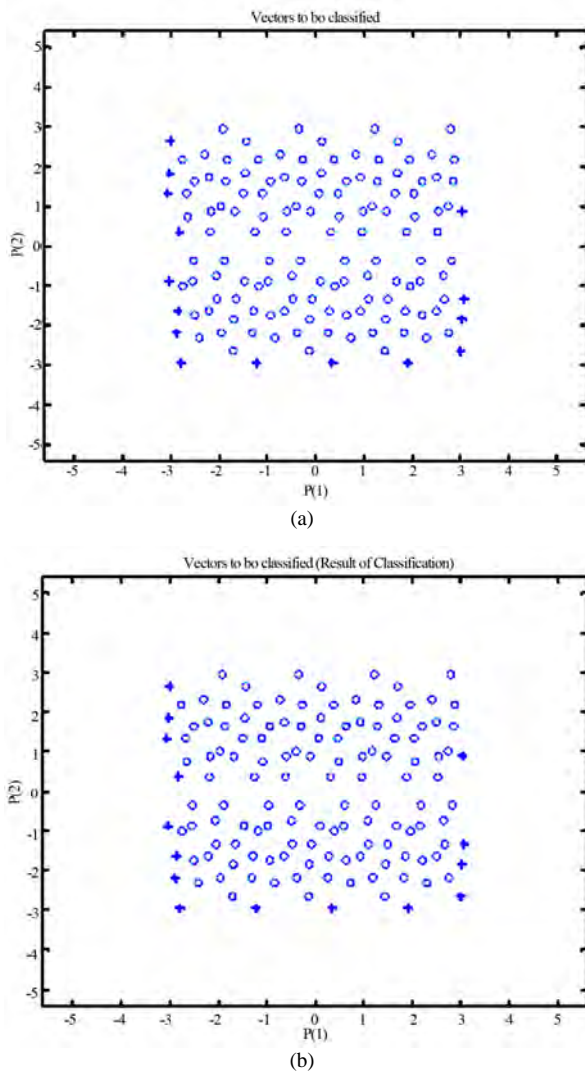 Vectors to bo classified
5
4
3
2
1
0
-1
-2
-3
-4
-5
P(2)
-5 -4 -3 -2 -1 0 1 2 3 4 5
P(1)
(a)
Vectors to bo classified (Result of Classification)
5
4
3
2
1
0
-1
-2
-3
-4
-5
P(2)
-5 -4 -3 -2 -1 0 1 2 3 4 5
P(1)
(b)